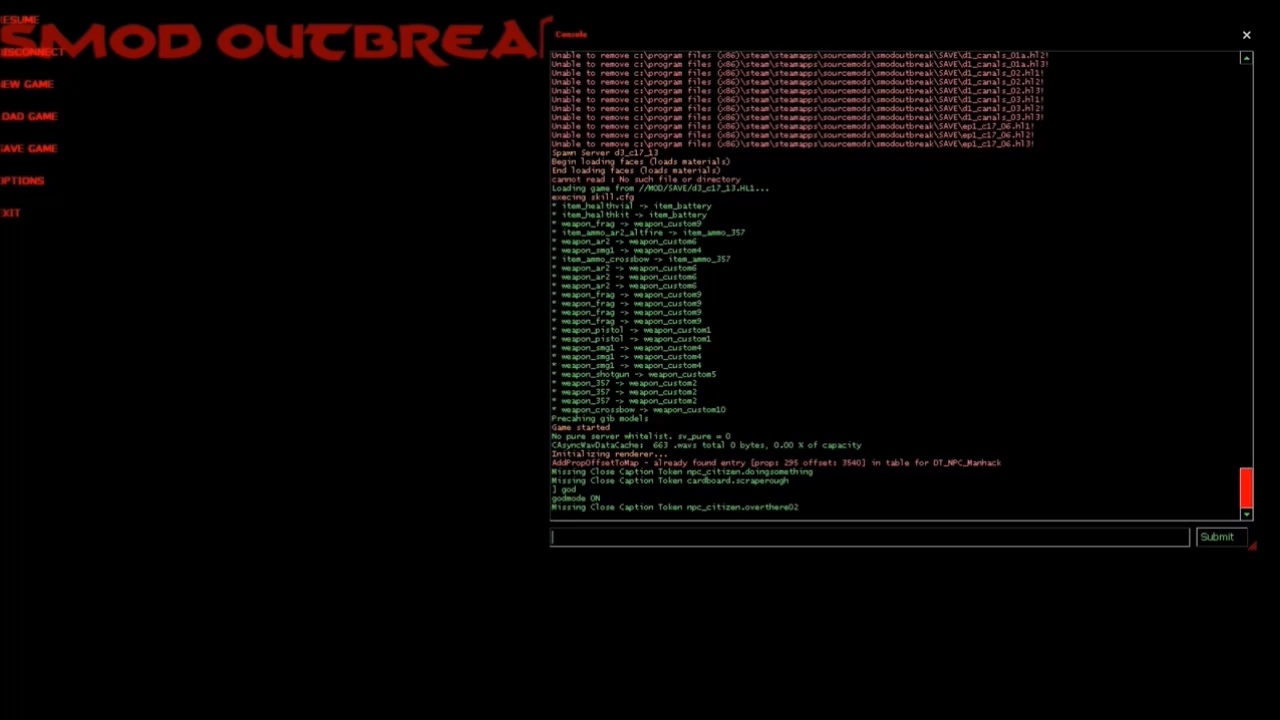 ESUME
SMOD OUTBREA
DISCONNECT
EW GAME
OAD GAME
AVE GAME
PTIONS
XIT
Console
Unable to remove c:\program files (x86)\steam\steamapps\sourcemods\smodoutbreak\SAVE\d1_canals_01a.hl2!
Unable to remove c:\program files (x86)\steam\steamapps\sourcemods\smodoutbreak\SAVE\d1_canals_01a.hl3!
Unable to remove c:\program files (x86)\steam\steamapps\sourcemods\smodoutbreak\SAVE\d1_canals_02.hl1!
Unable to remove c:\program files (x86)\steam\steamapps\sourcemods\smodoutbreak\SAVE\d1_canals_02.hl2!
Unable to remove c:\program files (x86)\steam\steamapps\sourcemods\smodoutbreak\SAVE\d1_canals_02.hl3!
Unable to remove c:\program files (x86)\steam\steamapps\sourcemods\smodoutbreak\SAVE\d1_canals_03.hl1!
Unable to remove c:\program files (x86)\steam\steamapps\sourcemods\smodoutbreak\SAVE\d1_canals_03.hl2!
Unable to remove c:\program files (x86)\steam\steamapps\sourcemods\smodoutbreak\SAVE\d1_canals_03.hl3!
Unable to remove c:\program files (x86)\steam\steamapps\sourcemods\smodoutbreak\SAVE\ep1_c17_06.hl1!
Unable to remove c:\program files (x86)\steam\steamapps\sourcemods\smodoutbreak\SAVE\ep1_c17_06.hl2!
Unable to remove c:\program files (x86)\steam\steamapps\sourcemods\smodoutbreak\SAVE\ep1_c17_06.hl3!
Spawn Server d3_c17_13
Begin loading faces (loads materials)
End loading faces (loads materials)
cannot read : No such file or directory
Loading game from //MOD/SAVE/d3_c17_13.HL1...
execing skill.cfg
* item_healthvial -> item_battery
* item_healthkit -> item_battery
* weapon_frag -> weapon_custom9
* item_ammo_ar2_altfire -> item_ammo_357
* weapon_ar2 -> weapon_custom6
* weapon_smg1 -> weapon_custom4
* item_ammo_crossbow -> item_ammo_357
* weapon_ar2 -> weapon_custom6
* weapon_ar2 -> weapon_custom6
* weapon_ar2 -> weapon_custom6
* weapon_frag -> weapon_custom9
* weapon_frag -> weapon_custom9
* weapon_frag -> weapon_custom9
* weapon_frag -> weapon_custom9
* weapon_pistol -> weapon_custom1
* weapon_pistol -> weapon_custom1
* weapon_smg1 -> weapon_custom4
* weapon_smg1 -> weapon_custom4
* weapon_smg1 -> weapon_custom4
* weapon_shotgun -> weapon_custom5
* weapon_357 -> weapon_custom2
* weapon_357 -> weapon_custom2
* weapon_357 -> weapon_custom2
* weapon_crossbow -> weapon_custom10
Precahing gib models
Game started
No pure server whitelist. sv_pure = 0
CAsyncWavDataCache:  663 .wavs total 0 bytes, 0.00 % of capacity
Initializing renderer...
AddPropOffsetToMap - already found entry [prop: 295 offset: 3540] in table for DT_NPC_Manhack
Missing Close Caption Token npc_citizen.doingsomething
Missing Close Caption Token cardboard.scraperough
] god
godmode ON
Missing Close Caption Token npc_citizen.overthere02
Submit